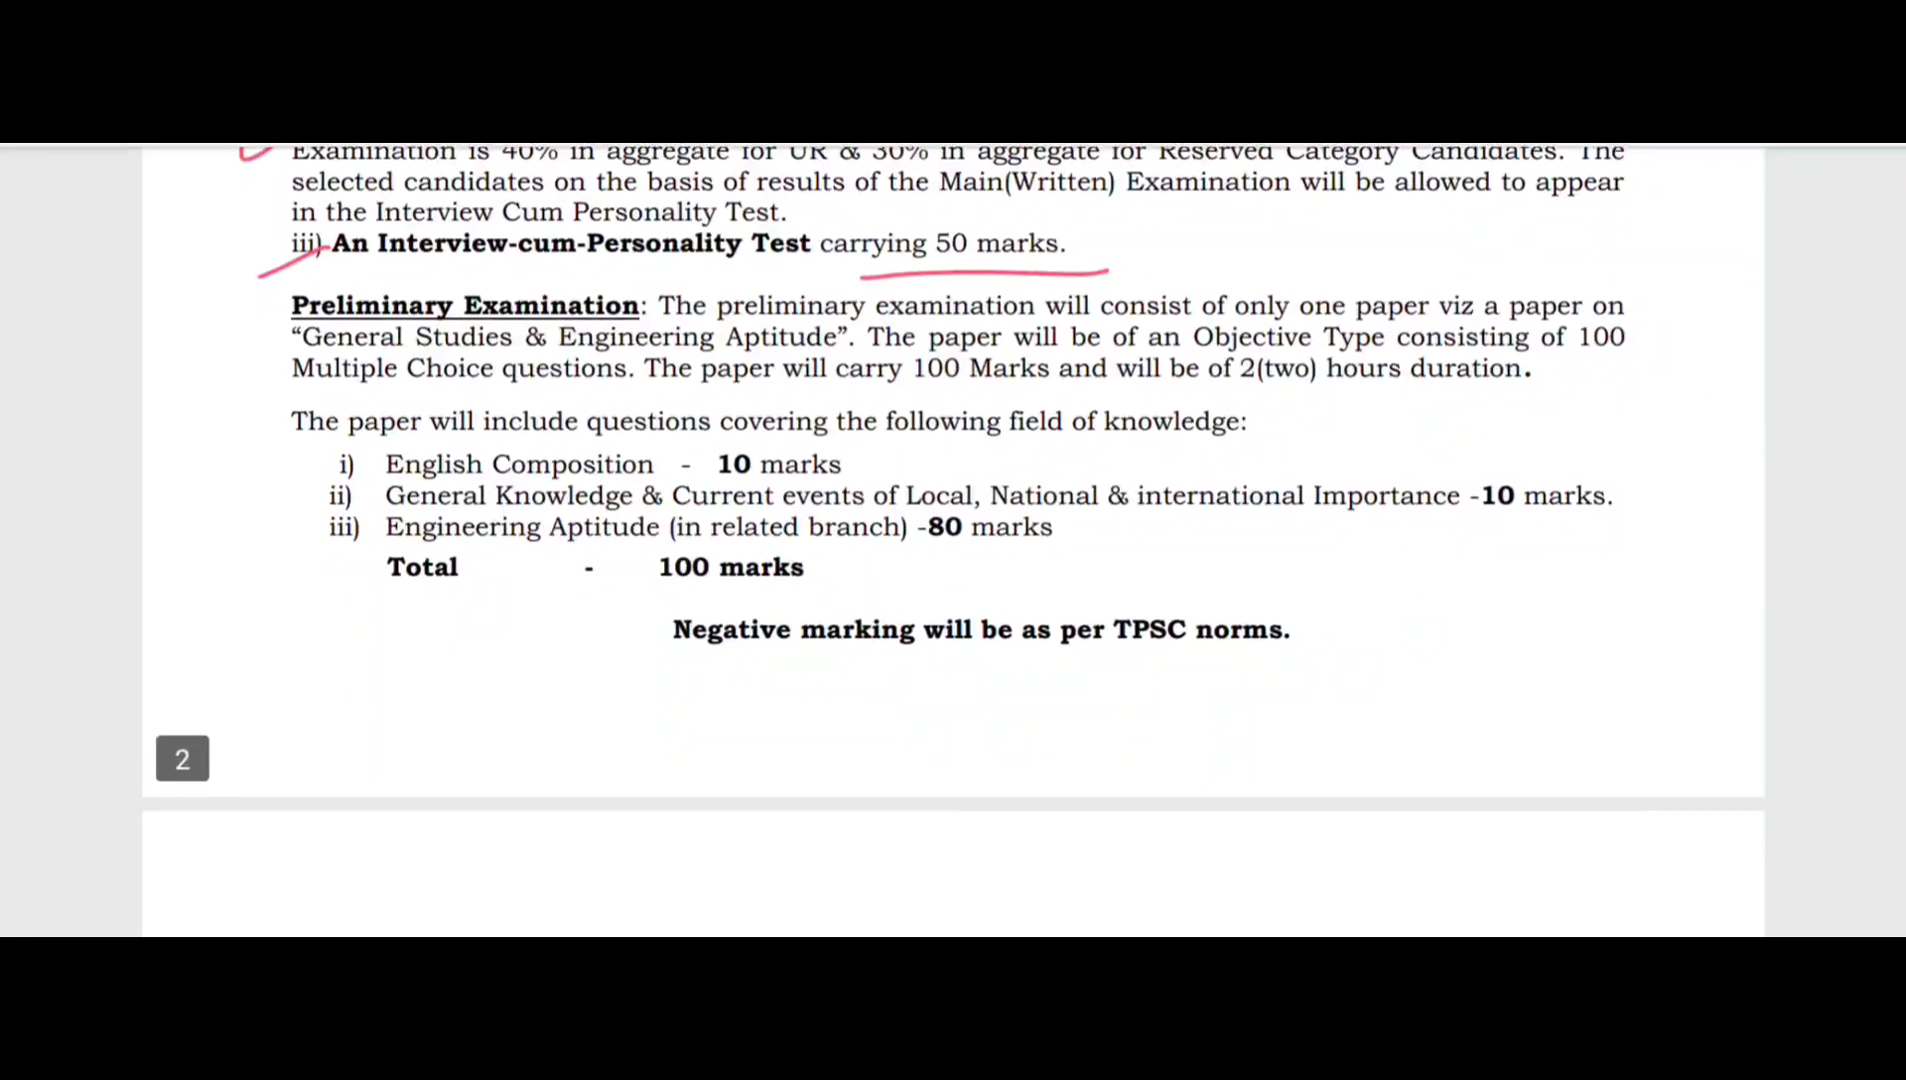 Examination is 40% in aggregate for UR & 30% in aggregate for Reserved Category Candidates. The
selected candidates on the basis of results of the Main(Written) Examination will be allowed to appear
in the Interview Cum Personality Test.
iii) An Interview-cum-Personality Test carrying 50 marks.
Preliminary Examination: The preliminary examination will consist of only one paper viz a paper on
“General Studies & Engineering Aptitude”. The paper will be of an Objective Type consisting of 100
Multiple Choice questions. The paper will carry 100 Marks and will be of 2(two) hours duration.
The paper will include questions covering the following field of knowledge:
i) English Composition - 10 marks
ii) General Knowledge & Current events of Local, National & international Importance -10 marks.
iii) Engineering Aptitude (in related branch) -80 marks
Total - 100 marks
Negative marking will be as per TPSC norms.
2